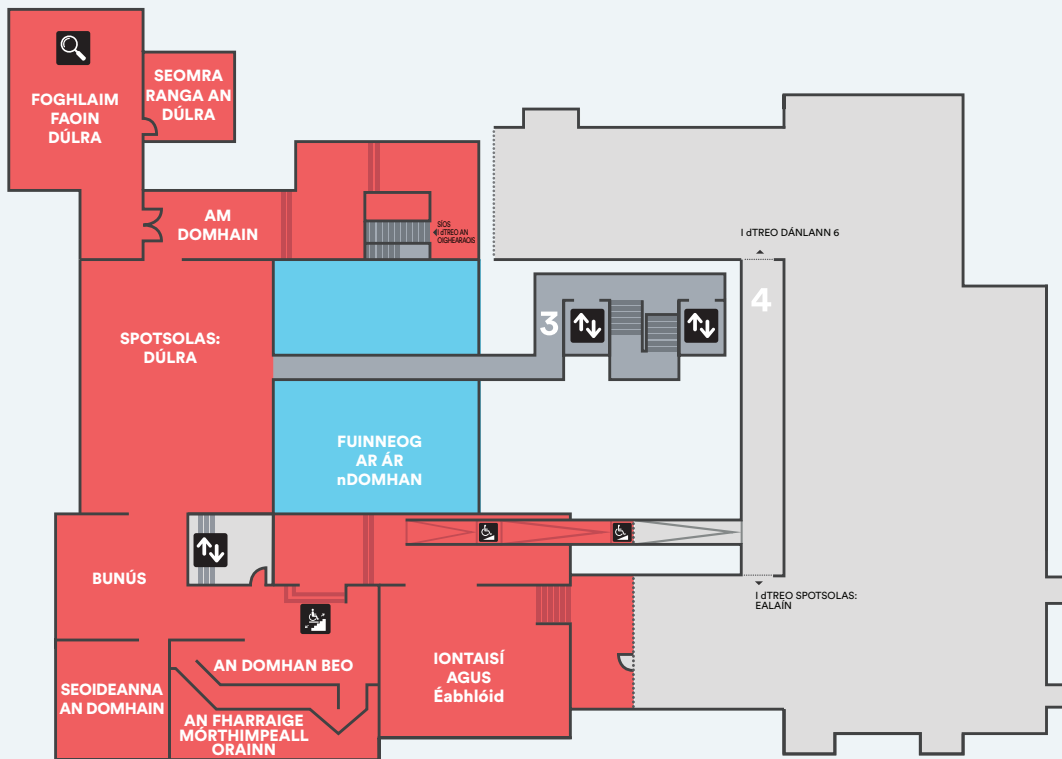 FOGHLAIM
FAOIN
DÚLRA
SEOMRA
RANGA AN
DÚLRA
AM
DOMHAIN
SÍOS
I dTREO AN
OIGHEARAOIS
I dTREO DÁNLANN 6
3
4
SPOTSOLAS:
DÚLRA
FUINNEOG
AR ÁR
nDOMHAN
BUNÚS
I dTREO SPOTSOLAS:
EALAÍN
AN DOMHAN BEO
IONTAISÍ
AGUS
Éabhlóid
SEOIDEANNA
AN DOMHAIN
AN FHARRAIGE
MÓRTHIMPEALL
ORAINN